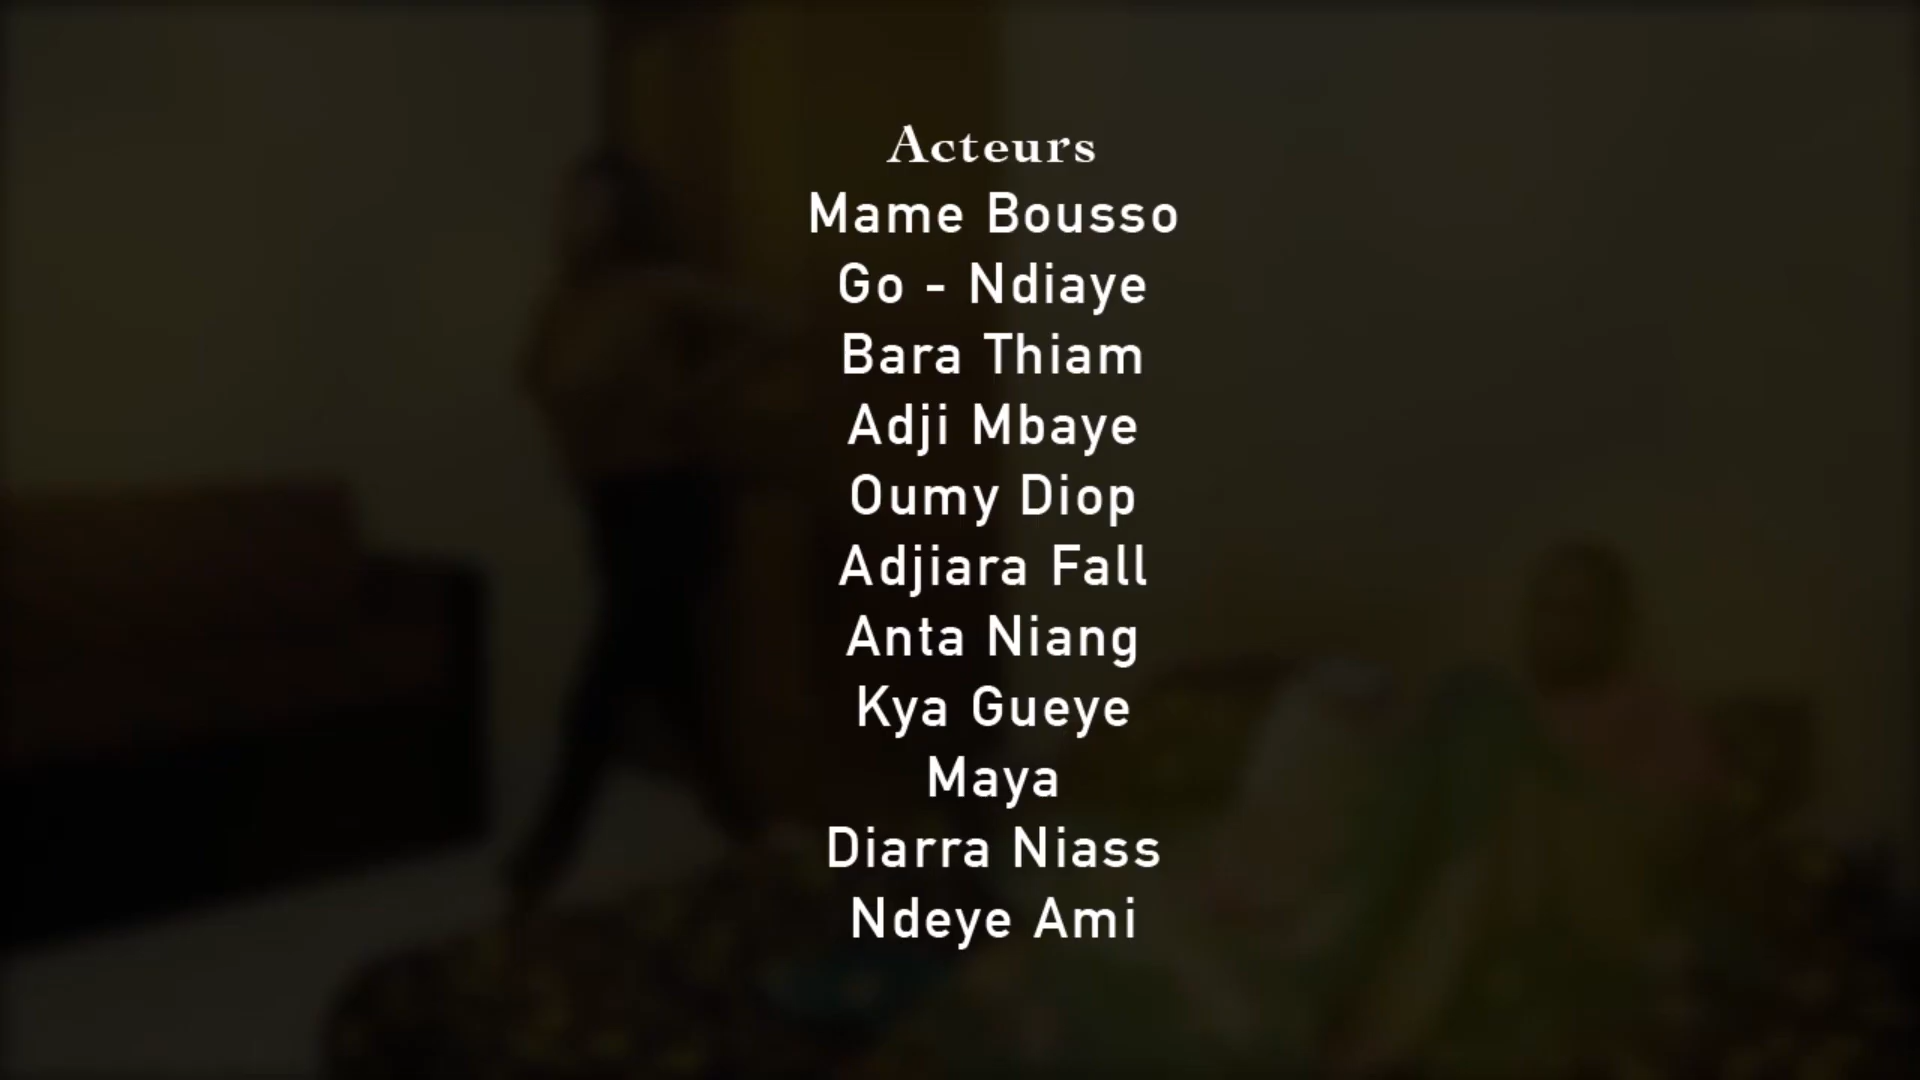 Acteurs
Mame Bousso
Go - Ndiaye
Bara Thiam
Adji Mbaye
Oumy Diop
Adjiara Fall
Anta Niang
Kya Gueye
Maya
Diarra Niass
Ndeye Ami